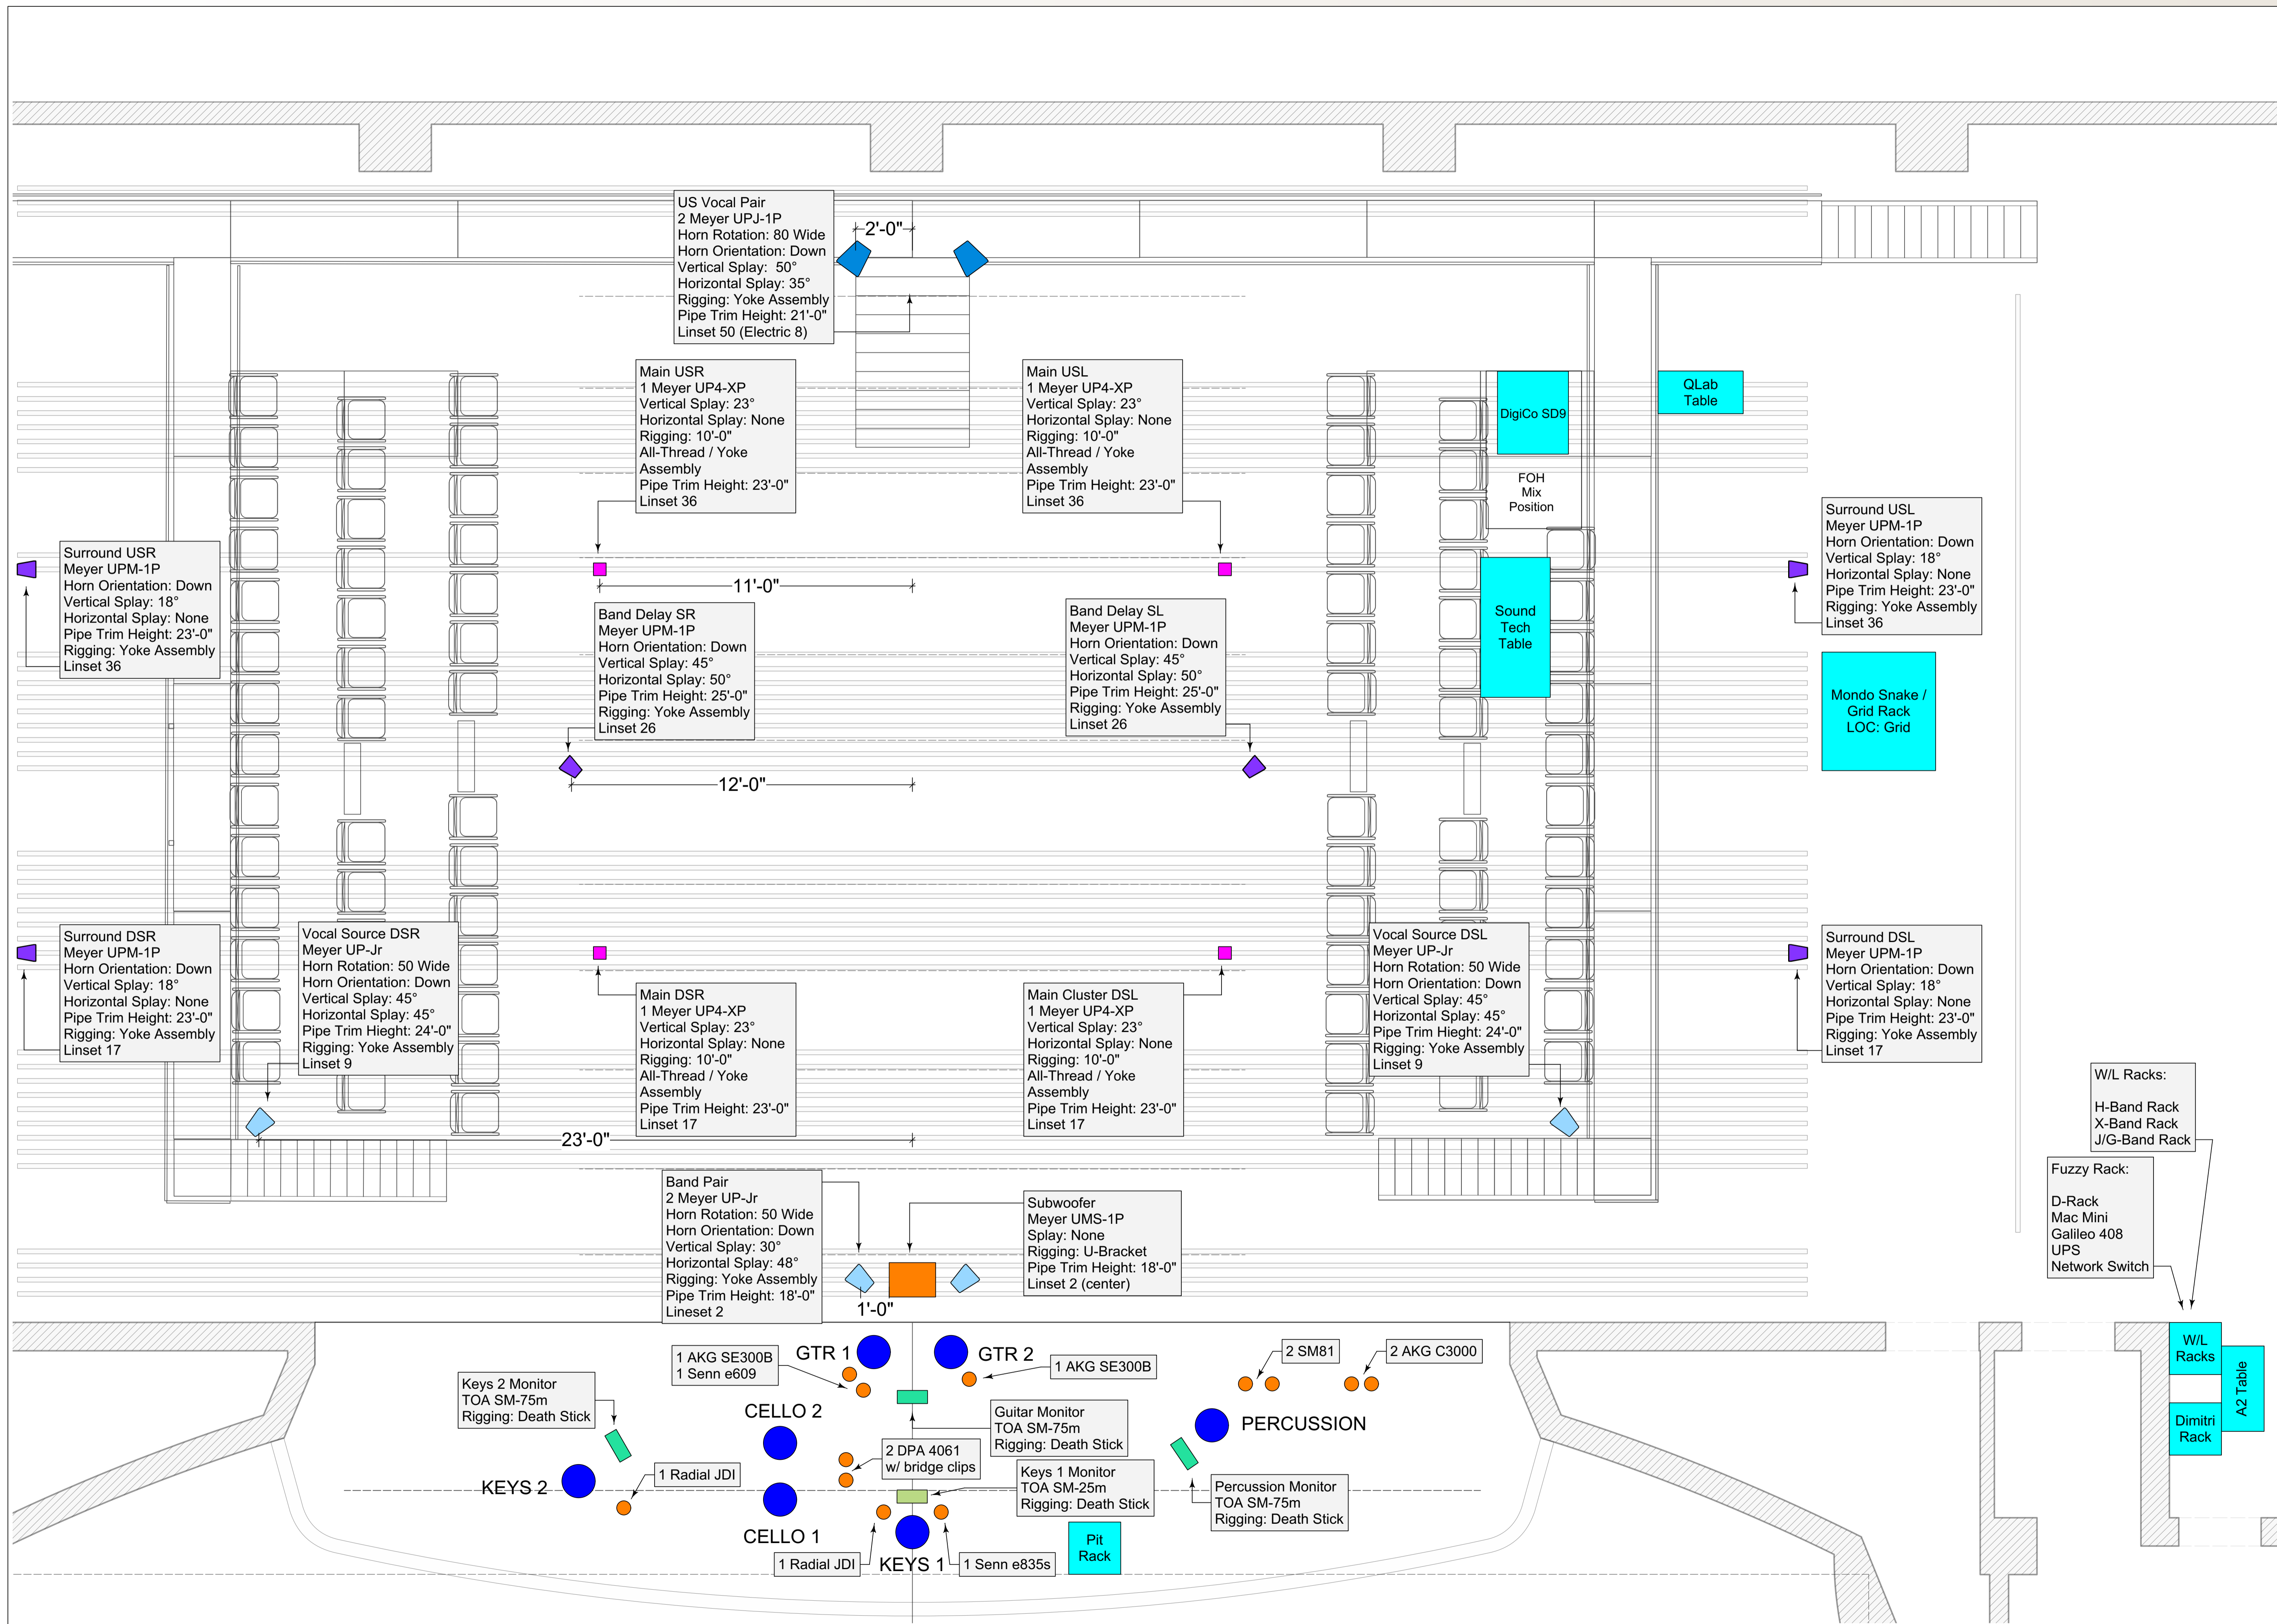 US Vocal Pair
2 Meyer UPJ-1P
Horn Rotation: 80 Wide
Horn Orientation: Down
Vertical Splay:  50°
Horizontal Splay: 35°
Rigging: Yoke Assembly
Pipe Trim Height: 21'-0"
Linset 50 (Electric 8)
2'-0"
Main USR
1 Meyer UP4-XP
Vertical Splay: 23°
Horizontal Splay: None
Rigging: 10'-0"
All-Thread / Yoke
Assembly
Pipe Trim Height: 23'-0"
Linset 36
Main USL
1 Meyer UP4-XP
Vertical Splay: 23°
Horizontal Splay: None
Rigging: 10'-0"
All-Thread / Yoke
Assembly
Pipe Trim Height: 23'-0"
Linset 36
DigiCo SD9
QLab
Table
FOH
Mix
Position
Surround USR
Meyer UPM-1P
Horn Orientation: Down
Vertical Splay: 18°
Horizontal Splay: None
Pipe Trim Height: 23'-0"
Rigging: Yoke Assembly
Linset 36
Surround USL
Meyer UPM-1P
Horn Orientation: Down
Vertical Splay: 18°
Horizontal Splay: None
Pipe Trim Height: 23'-0"
Rigging: Yoke Assembly
Linset 36
11'-0"
Band Delay SR
Meyer UPM-1P
Horn Orientation: Down
Vertical Splay: 45°
Horizontal Splay: 50°
Pipe Trim Height: 25'-0"
Rigging: Yoke Assembly
Linset 26
Band Delay SL
Meyer UPM-1P
Horn Orientation: Down
Vertical Splay: 45°
Horizontal Splay: 50°
Pipe Trim Height: 25'-0"
Rigging: Yoke Assembly
Linset 26
Sound
Tech
Table
Mondo Snake /
Grid Rack
LOC: Grid
12'-0"
Surround DSR
Meyer UPM-1P
Horn Orientation: Down
Vertical Splay: 18°
Horizontal Splay: None
Pipe Trim Height: 23'-0"
Rigging: Yoke Assembly
Linset 17
Vocal Source DSR
Meyer UP-Jr
Horn Rotation: 50 Wide
Horn Orientation: Down
Vertical Splay: 45°
Horizontal Splay: 45°
Pipe Trim Hieght: 24'-0"
Rigging: Yoke Assembly
Linset 9
Main DSR
1 Meyer UP4-XP
Vertical Splay: 23°
Horizontal Splay: None
Rigging: 10'-0"
All-Thread / Yoke
Assembly
Pipe Trim Height: 23'-0"
Linset 17
Main Cluster DSL
1 Meyer UP4-XP
Vertical Splay: 23°
Horizontal Splay: None
Rigging: 10'-0"
All-Thread / Yoke
Assembly
Pipe Trim Height: 23'-0"
Linset 17
Vocal Source DSL
Meyer UP-Jr
Horn Rotation: 50 Wide
Horn Orientation: Down
Vertical Splay: 45°
Horizontal Splay: 45°
Pipe Trim Hieght: 24'-0"
Rigging: Yoke Assembly
Linset 9
Surround DSL
Meyer UPM-1P
Horn Orientation: Down
Vertical Splay: 18°
Horizontal Splay: None
Pipe Trim Height: 23'-0"
Rigging: Yoke Assembly
Linset 17
23'-0"
W/L Racks:
H-Band Rack
X-Band Rack
J/G-Band Rack
Fuzzy Rack:
D-Rack
Mac Mini
Galileo 408
UPS
Network Switch
Band Pair
2 Meyer UP-Jr
Horn Rotation: 50 Wide
Horn Orientation: Down
Vertical Splay: 30°
Horizontal Splay: 48°
Rigging: Yoke Assembly
Pipe Trim Height: 18'-0"
Lineset 2
Subwoofer
Meyer UMS-1P
Splay: None
Rigging: U-Bracket
Pipe Trim Height: 18'-0"
Linset 2 (center)
1'-0"
1 AKG SE300B
1 Senn e609
GTR 1
GTR 2
1 AKG SE300B
2 SM81
2 AKG C3000
W/L
Racks
A2 Table
Dimitri
Rack
Keys 2 Monitor
TOA SM-75m
Rigging: Death Stick
CELLO 2
Guitar Monitor
TOA SM-75m
Rigging: Death Stick
PERCUSSION
2 DPA 4061
w/ bridge clips
KEYS 2
1 Radial JDI
Keys 1 Monitor
TOA SM-25m
Rigging: Death Stick
Percussion Monitor
TOA SM-75m
Rigging: Death Stick
CELLO 1
Pit
Rack
1 Radial JDI
KEYS 1
1 Senn e835s